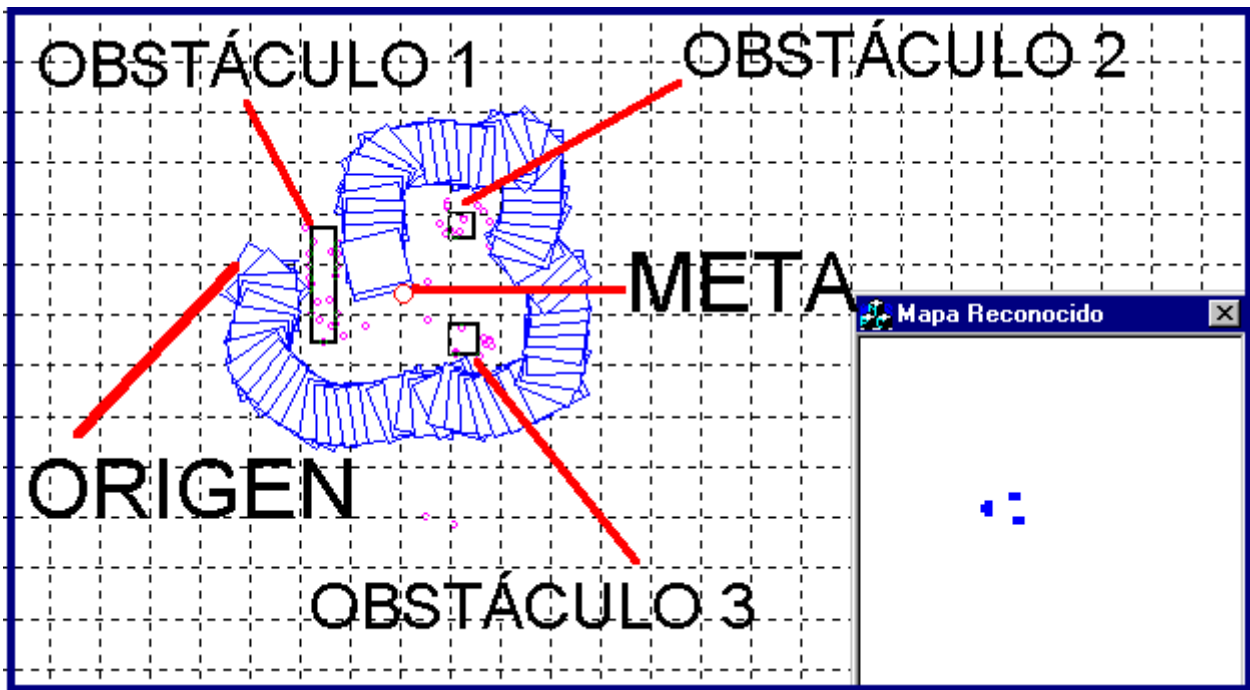 OBSTÁCULO 1
OBSTÁCULO 2
META
Mapa Reconocido
ORIGEN
OBSTÁCULO 3